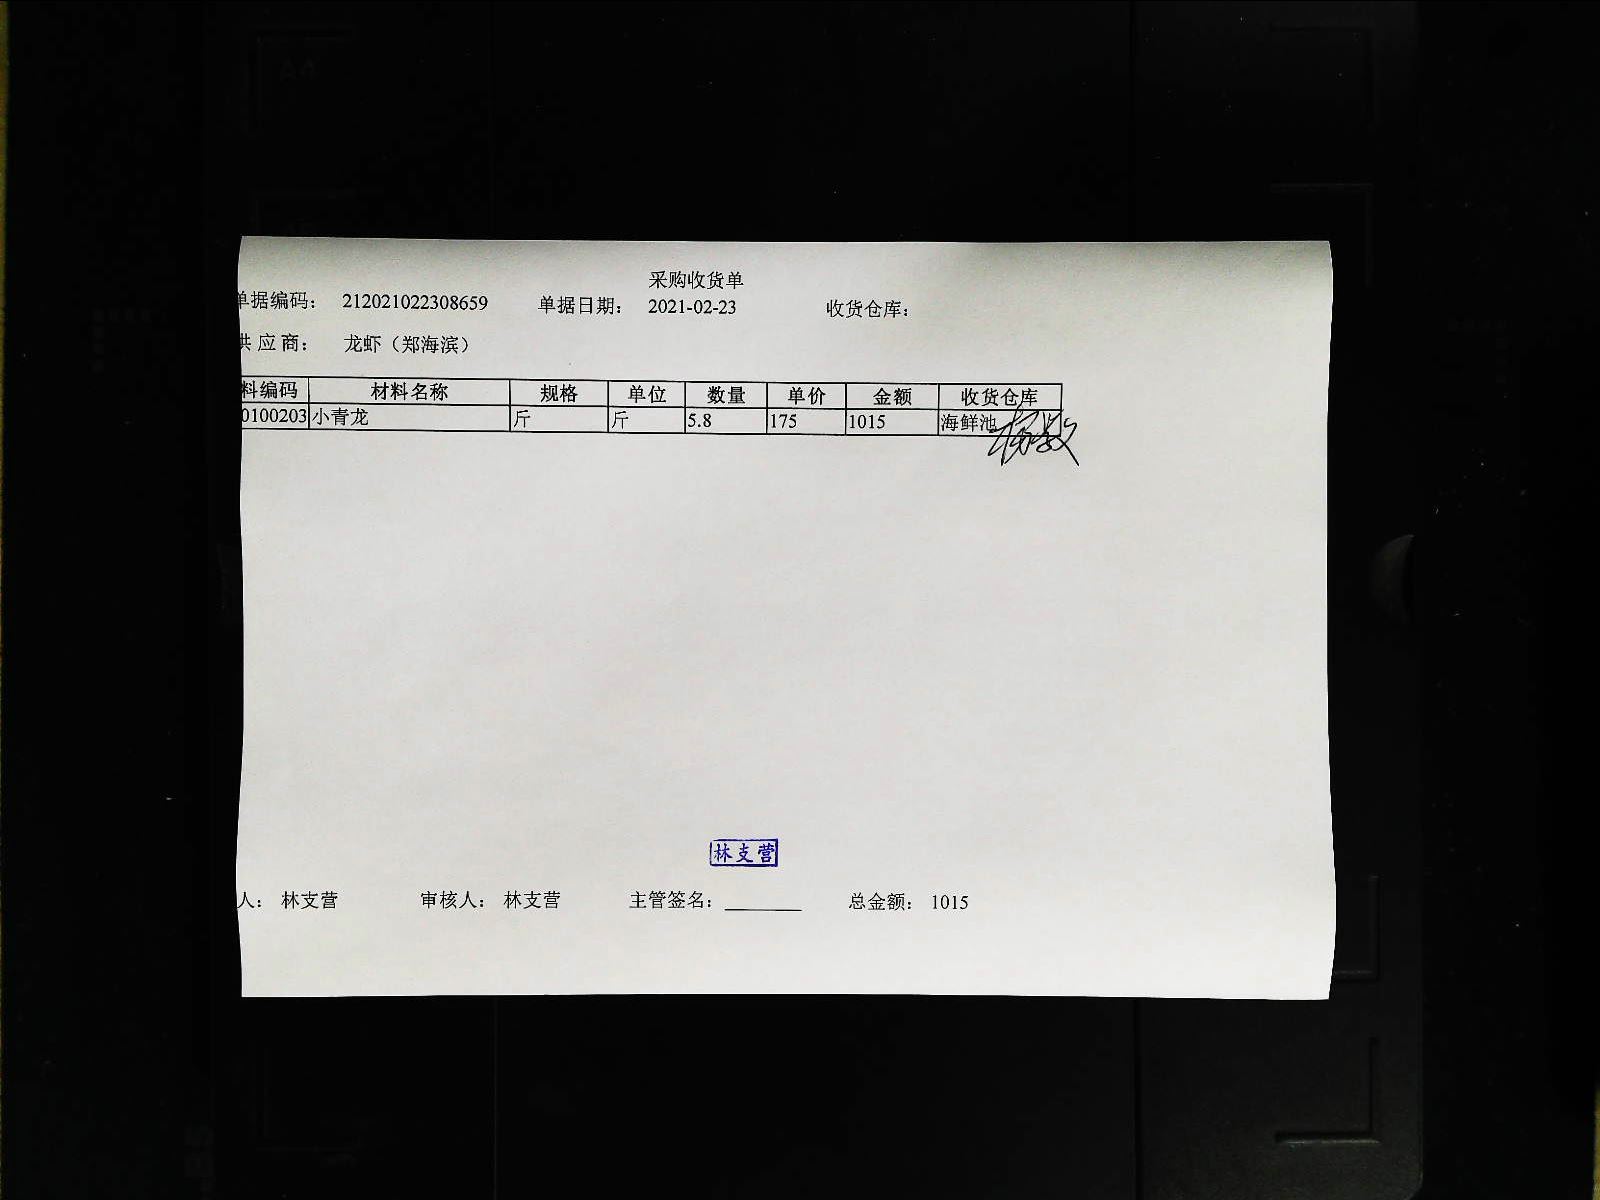 采购收货单
单据编码： 212021022308659 单据日期： 2021-02-23 收货仓库：
供应商： 龙虾（郑海滨）
料编码 材料名称 规格 单位 数量 单价 金额 收货仓库
0100203 小青龙 斤 斤 5.8 175 1015 海鲜池
林支营
人： 林支营 审核人： 林支营 主管签名： 总金额： 1015